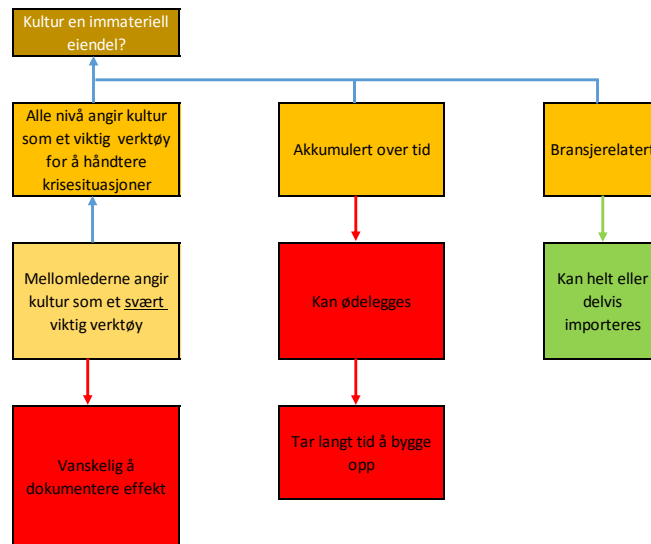 Kultur en immateriell
eiendel?
Alle nivå angir kultur
som et viktig verktøy
for å håndtere
krisesituasjoner
Akkumulert over tid
Bransjerelatert
Mellomlederne angir
kultur som et svært
viktig verktøy
Kan ødelegges
Kan helt eller
delvis
importeres
Vanskelig å
dokumentere effekt
Tar langt tid å bygge
opp